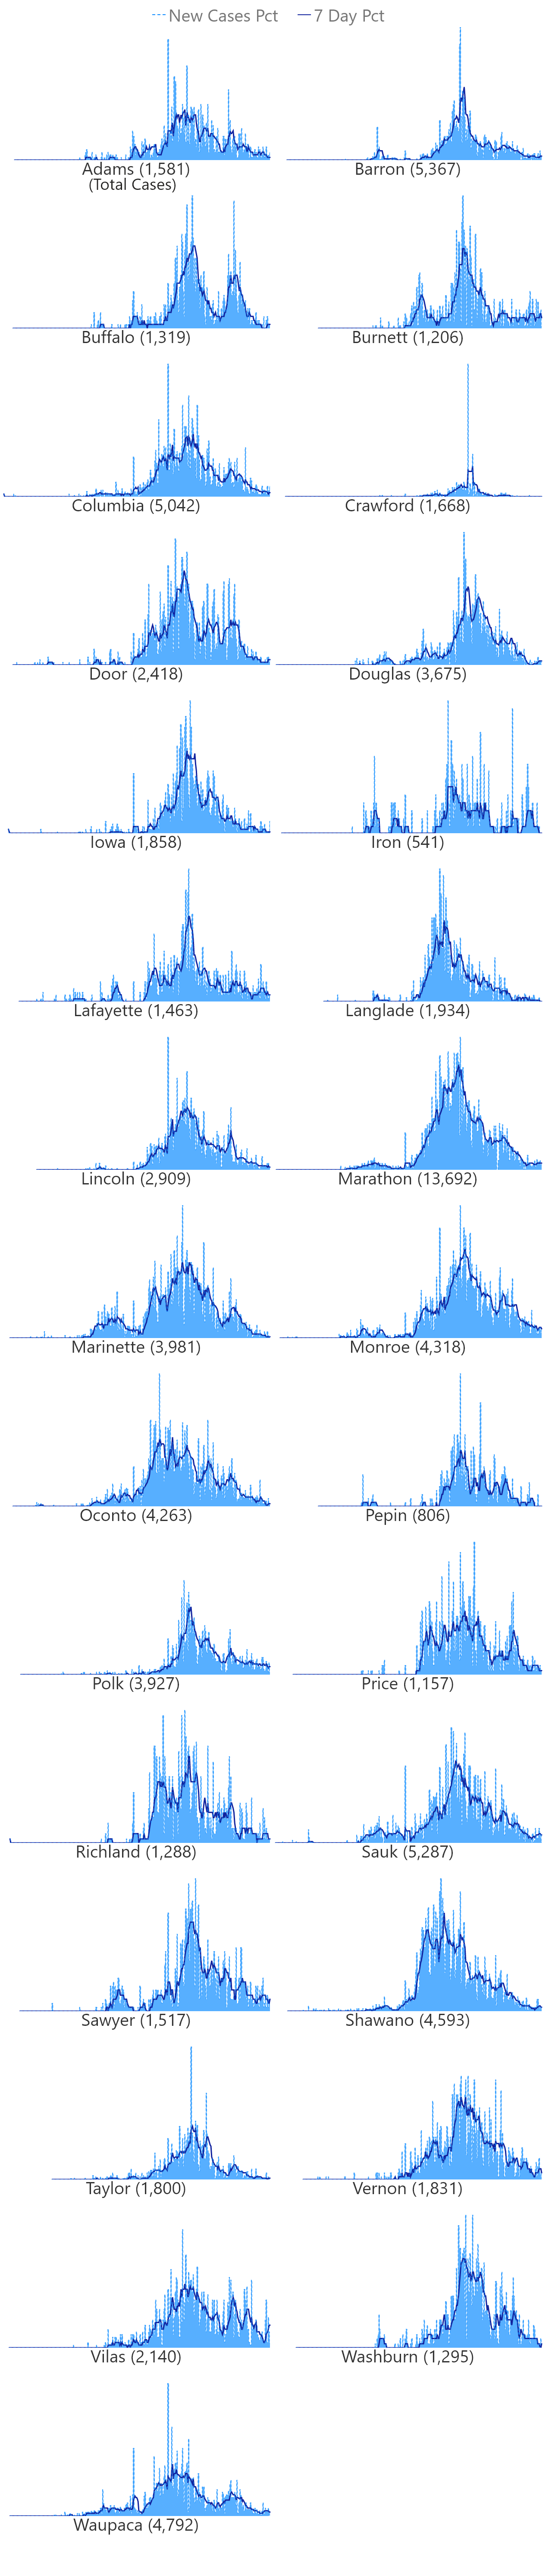 New Cases Pct 7 Day Pct
Adams (1,581) Barron (5,367)
(Total Cases)
Buffalo (1,319) Burnett (1,206)
Columbia (5,042) Crawford (1,668)
Door (2,418) Douglas (3,675)
Iowa (1,858) Iron (541)
Lafayette (1,463) Langlade (1,934)
Lincoln (2,909) Marathon (13,692)
Marinette (3,981) Monroe (4,318)
Oconto (4,263) Pepin (806)
Polk (3,927) Price (1,157)
Richland (1,288) Sauk (5,287)
Sawyer (1,517) Shawano (4,593)
Taylor (1,800) Vernon (1,831)
Vilas (2,140) Washburn (1,295)
Waupaca (4,792)